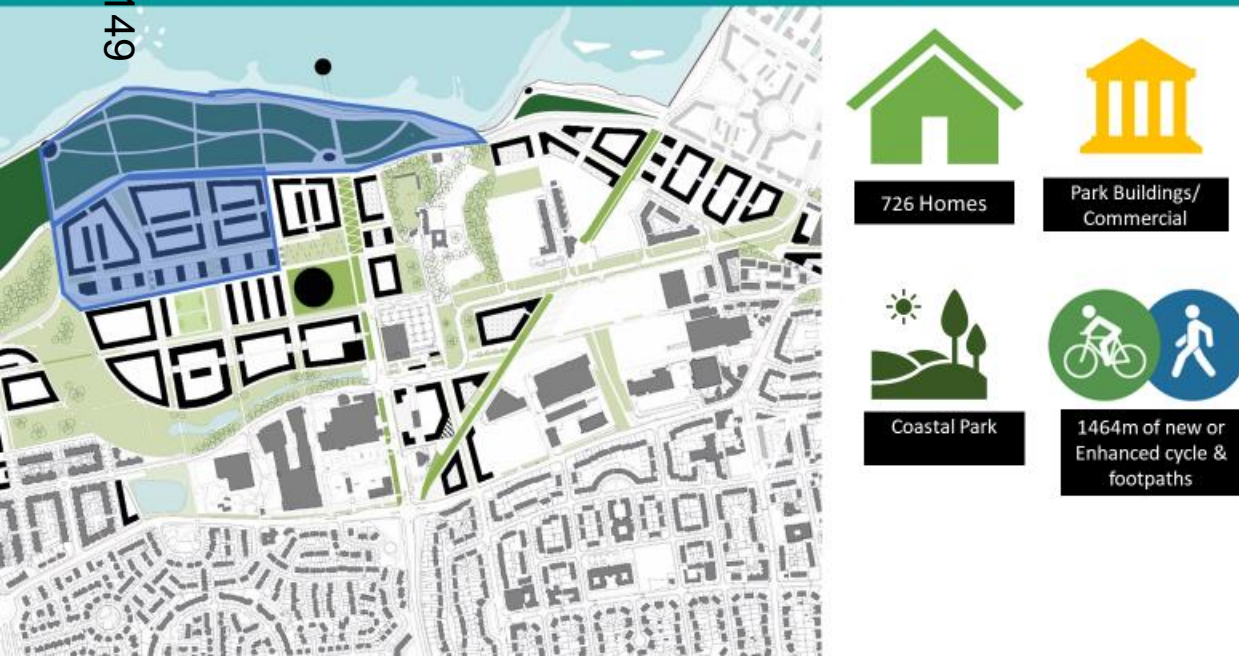 149
726 Homes
Park Buildings/
Commercial
Coastal Park
1464m of new or
Enhanced cycle &
footpaths